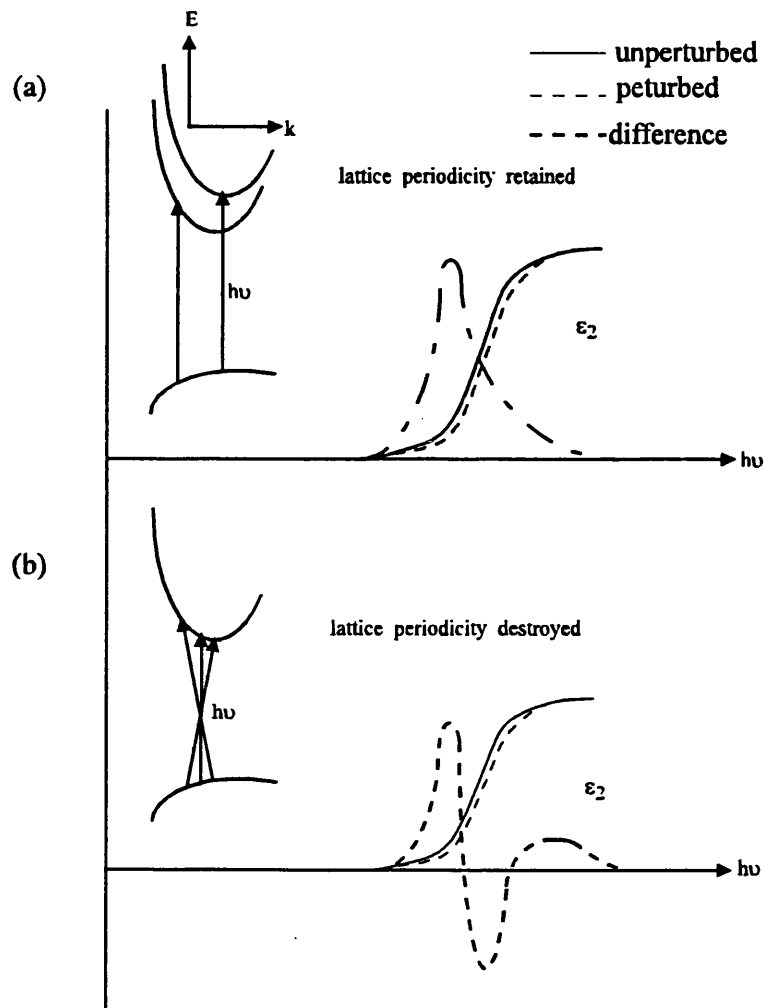 E
(a)
unperturbed
peturbed
difference
k
lattice periodicity retained
hυ
ε2
hυ
(b)
lattice periodicity destroyed
hυ
ε2
hυ